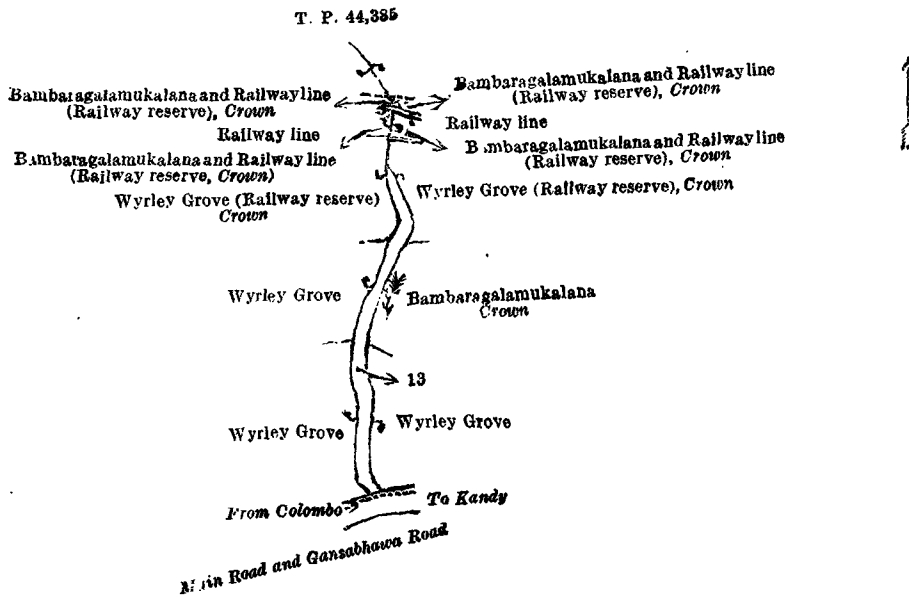 T. P. 44,385
Bambaragalamukalana and Railway line
(Railway reserve), Crown
Bambaragalamukalana and Railway line
(Railway reserve), Crown
Railway line
Railway line
Bambaragalamukalana and Railway line
(Railway reserve, Crown)
Bambaragalamukalana and Railway line
(Railway reserve), Crown
Wyrley Grove (Railway reserve)
Crown
Wyrley Grove (Railway reserve), Crown
Wyrley Grove
Bambaragalamukalana
Crown
13
Wyrley Grove
Wyrley Grove
From Colombo
To Kandy
Main Road and Gansabhawa Road